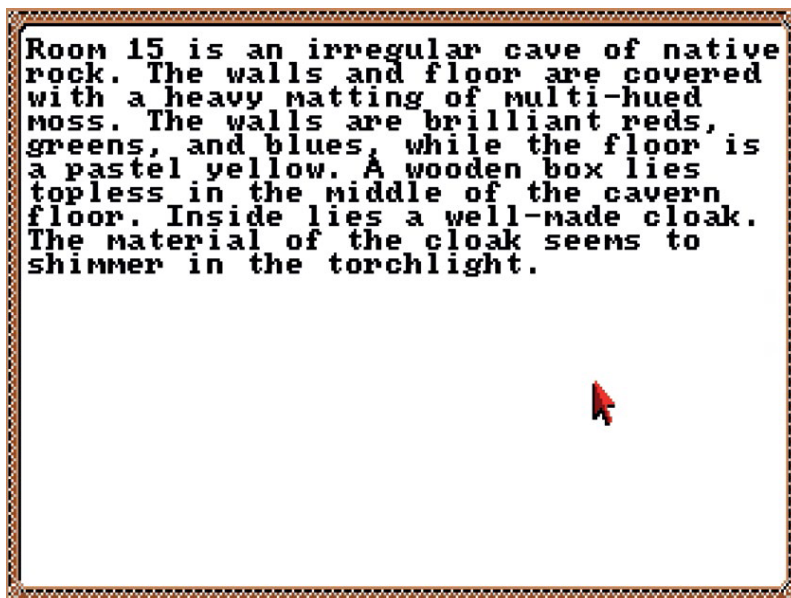 Room 15 is an irregular cave of native
rock. The walls and floor are covered
with a heavy matting of multi-hued
moss. The walls are brilliant reds,
greens, and blues, while the floor is
a pastel yellow. A wooden box lies
topless in the middle of the cavern
floor. Inside lies a well-made cloak.
The material of the cloak seems to
shimmer in the torchlight.